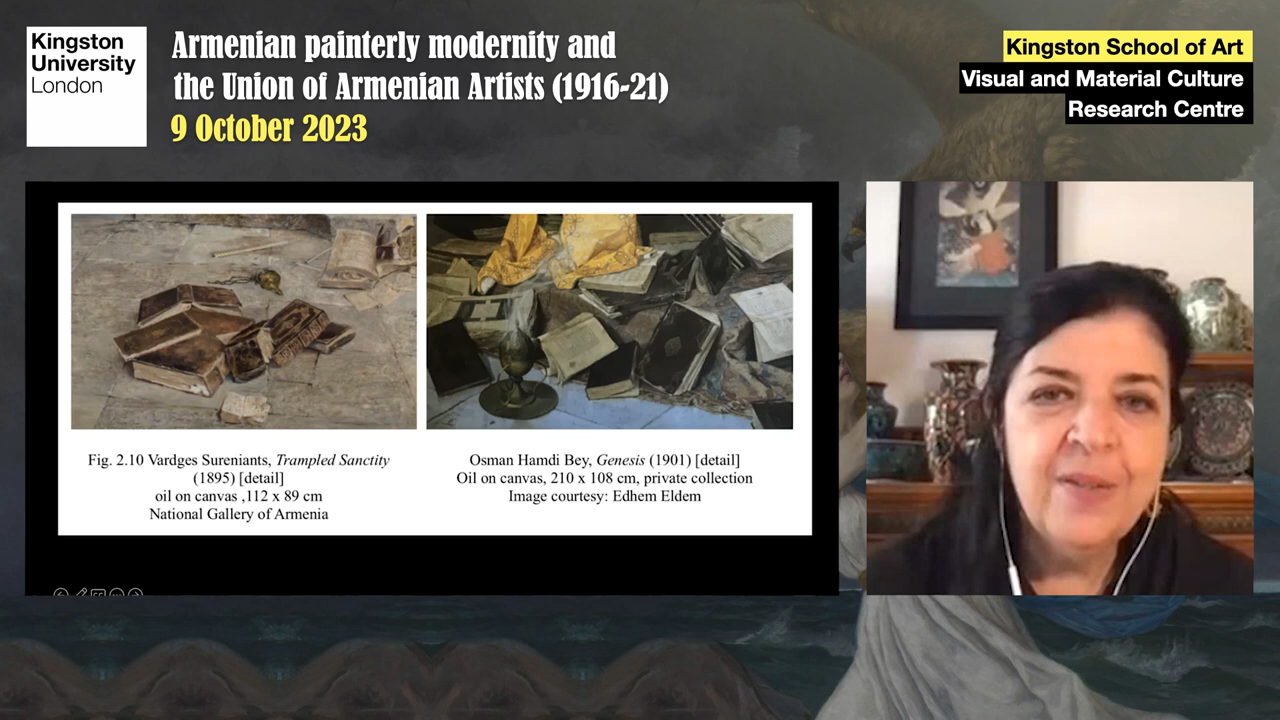 Kingston
University
London
Armenian painterly modernity and
the Union of Armenian Artists (1916-21)
9 October 2023
Kingston School of Art
Visual and Material Culture
Research Centre
Fig. 2.10 Vardges Sureniants, Trampled Sanctity
(1895) [detail]
oil on canvas ,112 x 89 cm
National Gallery of Armenia
Osman Hamdi Bey, Genesis (1901) [detail]
Oil on canvas, 210 x 108 cm, private collection
Image courtesy: Edhem Eldem